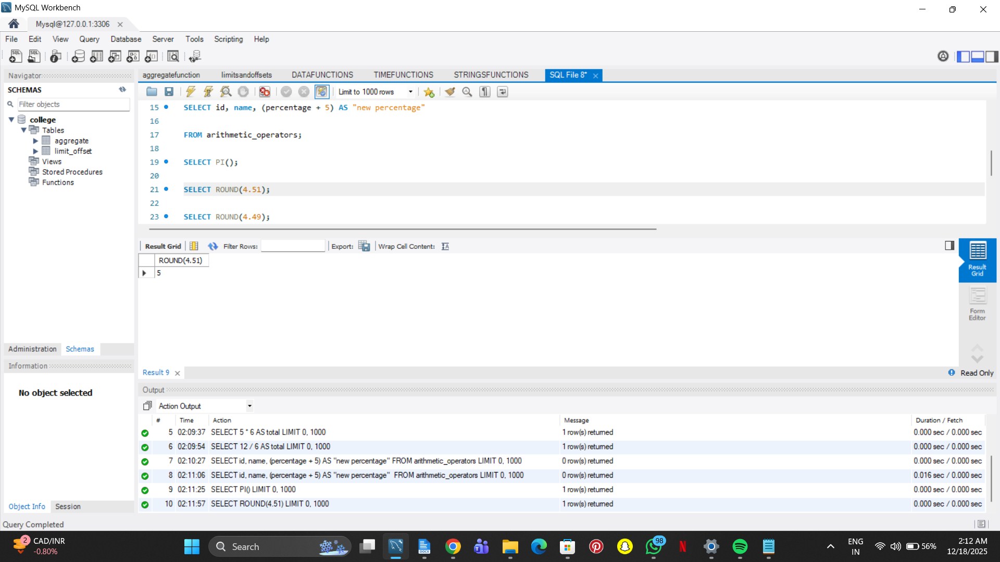 MySQL Workbench
Mysql@127.0.0.1:3306
File Edit View Query Database Server Tools Scripting Help
Navigator
SCHEMAS
Filter objects
college
Tables
aggregate
limit_offset
Views
Stored Procedures
Functions
Administration Schemas
Information
No object selected
Object Info Session
aggregatefunction limitsandoffsets DATAFUNCTIONS TIMEFUNCTIONS STRINGSFUNCTIONS SQL File 8*
Limit to 1000 rows
15 SELECT id, name, (percentage + 5) AS "new percentage"
16
17 FROM arithmetic_operators;
18
19 SELECT PI();
20
21 SELECT ROUND(4.51);
22
23 SELECT ROUND(4.49);
Result Grid Filter Rows: Export: Wrap Cell Content:
ROUND(4.51)
5
Result Grid
Form Editor
Result 9
Read Only
Output
Action Output
# Time Action Message Duration / Fetch
5 02:09:37 SELECT 5 * 6 AS total LIMIT 0, 1000 1 row(s) returned 0.000 sec / 0.000 sec
6 02:09:54 SELECT 12 / 6 AS total LIMIT 0, 1000 1 row(s) returned 0.000 sec / 0.000 sec
7 02:10:27 SELECT id, name, (percentage + 5) AS "new percentage" FROM arithmetic_operators LIMIT 0, 1000 0 row(s) returned 0.000 sec / 0.000 sec
8 02:11:06 SELECT id, name, (percentage + 5) AS "new percentage"  FROM arithmetic_operators LIMIT 0, 1000 0 row(s) returned 0.016 sec / 0.000 sec
9 02:11:25 SELECT PI() LIMIT 0, 1000 1 row(s) returned 0.000 sec / 0.000 sec
10 02:11:57 SELECT ROUND(4.51) LIMIT 0, 1000 1 row(s) returned 0.000 sec / 0.000 sec
Query Completed
2
CAD/INR
-0.80%
Search
DOCX
98
ENG
IN
56%
2:12 AM
12/18/2025